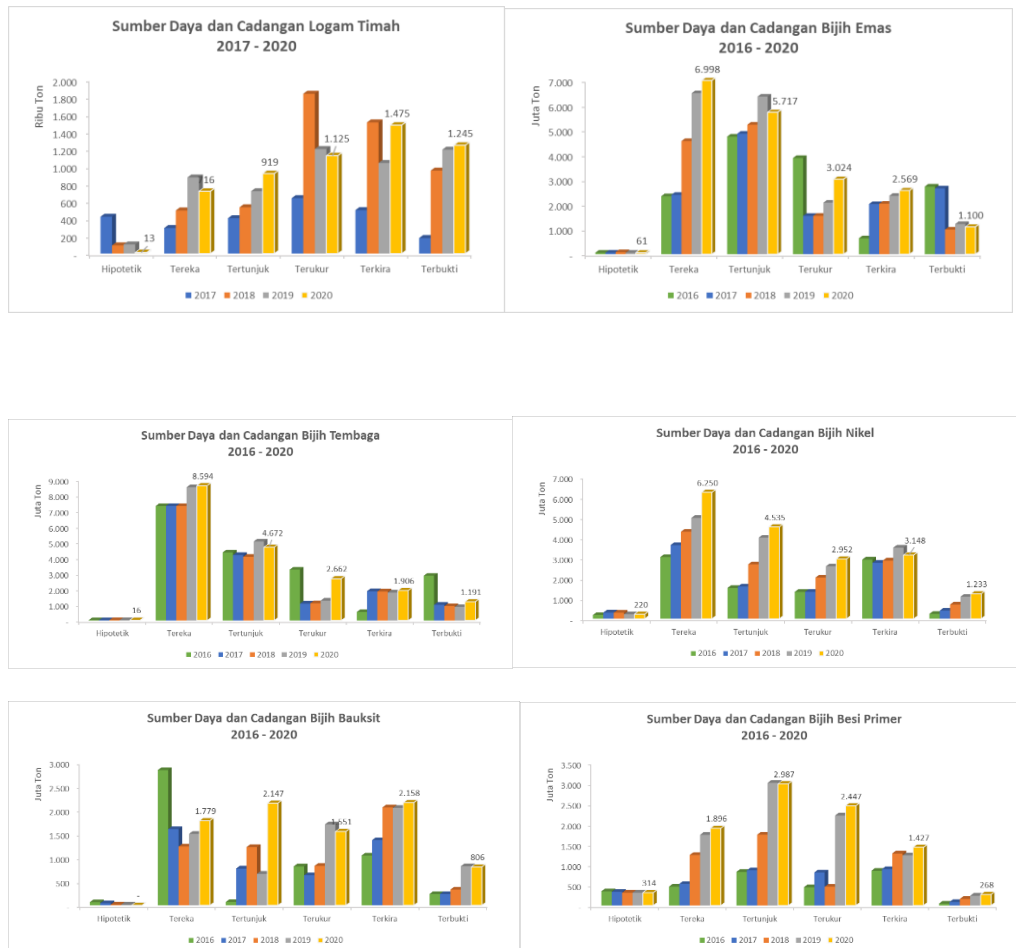 Sumber Daya dan Cadangan Logam Timah
2017 - 2020
Ribu Ton
2.000
1.800
1.600
1.400
1.200
1.000
800
600
400
200
-
13
16
919
1.125
1.475
1.245
Hipotetik Tereka Tertunjuk Terukur Terkira Terbukti
2017 2018 2019 2020
Sumber Daya dan Cadangan Bijih Emas
2016 - 2020
Juta Ton
7.000
6.000
5.000
4.000
3.000
2.000
1.000
-
61
6.998
5.717
3.024
2.569
1.100
Hipotetik Tereka Tertunjuk Terukur Terkira Terbukti
2016 2017 2018 2019 2020
Sumber Daya dan Cadangan Bijih Tembaga
2016 - 2020
Juta Ton
9.000
8.000
7.000
6.000
5.000
4.000
3.000
2.000
1.000
-
16
8.594
4.672
2.662
1.906
1.191
Hipotetik Tereka Tertunjuk Terukur Terkira Terbukti
2016 2017 2018 2019 2020
Sumber Daya dan Cadangan Bijih Nikel
2016 - 2020
Juta Ton
7.000
6.000
5.000
4.000
3.000
2.000
1.000
-
220
6.250
4.535
2.952
3.148
1.233
Hipotetik Tereka Tertunjuk Terukur Terkira Terbukti
2016 2017 2018 2019 2020
Sumber Daya dan Cadangan Bijih Bauksit
2016 - 2020
Juta Ton
3.000
2.500
2.000
1.500
1.000
500
-
-
1.779
2.147
1.551
2.158
806
Hipotetik Tereka Tertunjuk Terukur Terkira Terbukti
2016 2017 2018 2019 2020
Sumber Daya dan Cadangan Bijih Besi Primer
2016 - 2020
Juta Ton
3.500
3.000
2.500
2.000
1.500
1.000
500
-
314
1.896
2.987
2.447
1.427
268
Hipotetik Tereka Tertunjuk Terukur Terkira Terbukti
2016 2017 2018 2019 2020